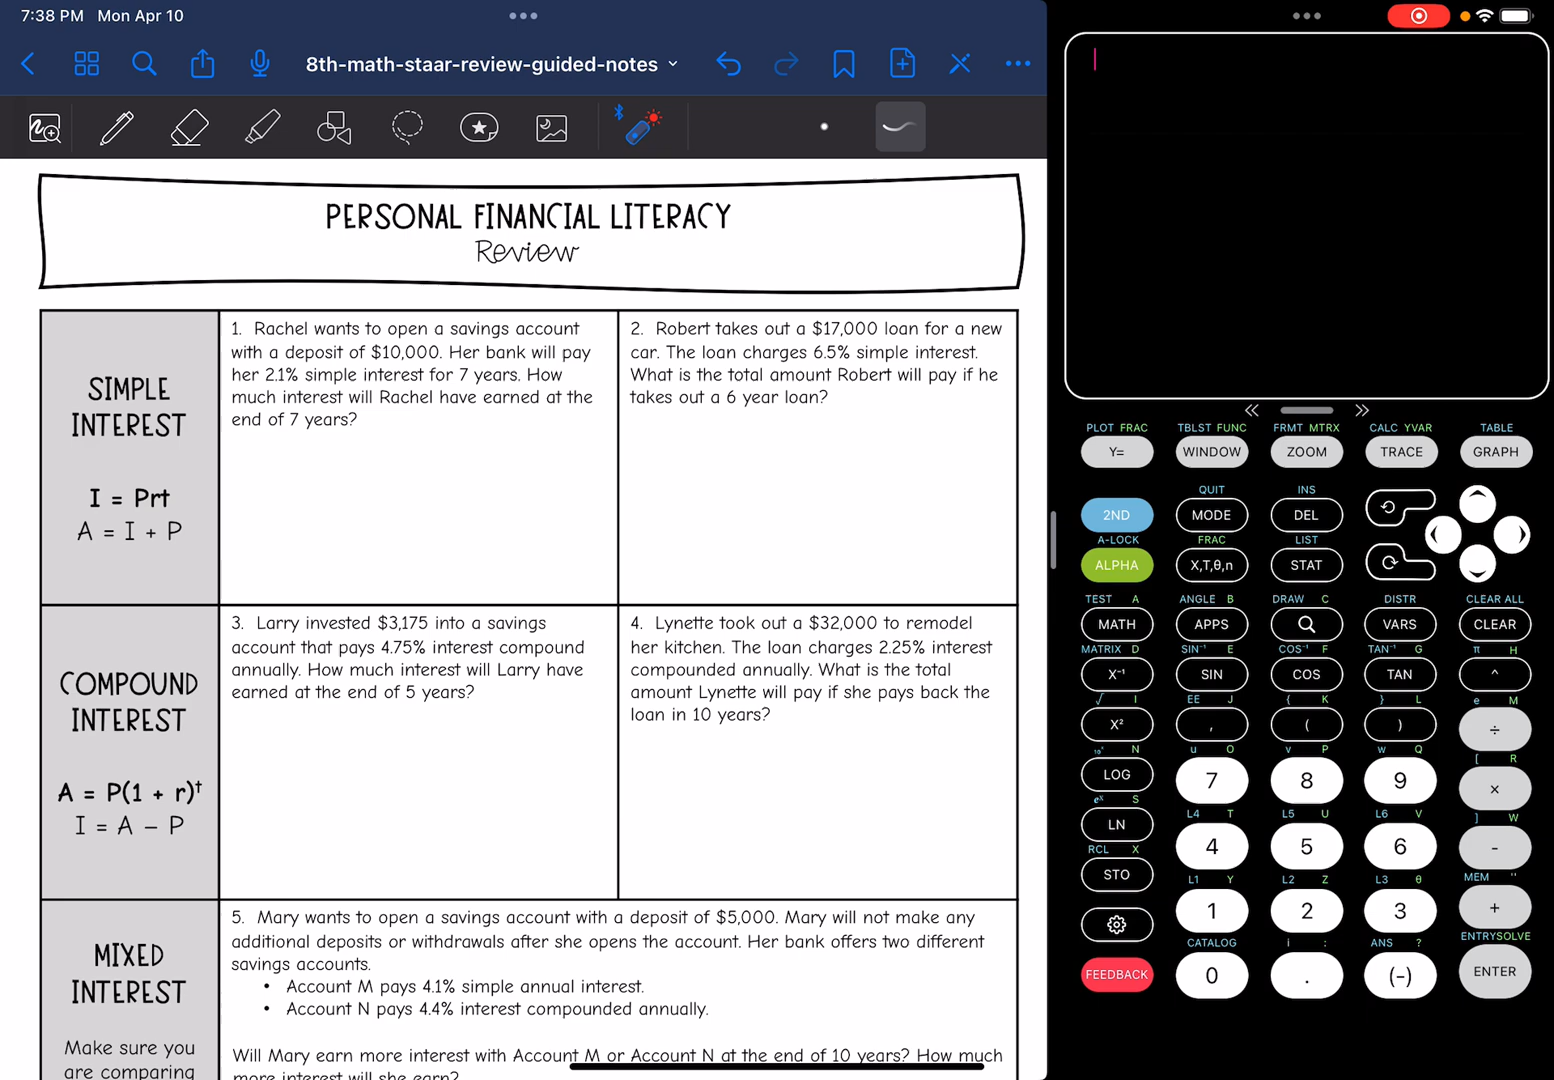 7:38 PM Mon Apr 10
8th-math-staar-review-guided-notes
PERSONAL FINANCIAL LITERACY
Review
SIMPLE
INTEREST
I = Prt
A = I + P
1. Rachel wants to open a savings account
with a deposit of $10,000. Her bank will pay
her 2.1% simple interest for 7 years. How
much interest will Rachel have earned at the
end of 7 years?
2. Robert takes out a $17,000 loan for a new
car. The loan charges 6.5% simple interest.
What is the total amount Robert will pay if he
takes out a 6 year loan?
COMPOUND
INTEREST
A = P(1 + r)ᵗ
I = A – P
3. Larry invested $3,175 into a savings
account that pays 4.75% interest compound
annually. How much interest will Larry have
earned at the end of 5 years?
4. Lynette took out a $32,000 to remodel
her kitchen. The loan charges 2.25% interest
compounded annually. What is the total
amount Lynette will pay if she pays back the
loan in 10 years?
MIXED
INTEREST
Make sure you
are comparing
5. Mary wants to open a savings account with a deposit of $5,000. Mary will not make any
additional deposits or withdrawals after she opens the account. Her bank offers two different
savings accounts.
• Account M pays 4.1% simple annual interest.
• Account N pays 4.4% interest compounded annually.
Will Mary earn more interest with Account M or Account N at the end of 10 years? How much
more interest will she earn?
PLOT FRAC TBLST FUNC FRMT MTRX CALC YVAR TABLE
Y= WINDOW ZOOM TRACE GRAPH
QUIT INS
2ND MODE DEL
A-LOCK FRAC LIST
ALPHA X,T,θ,n STAT
TEST A ANGLE B DRAW C DISTR CLEAR ALL
MATH APPS VARS CLEAR
MATRIX D SIN⁻¹ E COS⁻¹ F TAN⁻¹ G π H
X⁻¹ SIN COS TAN ^
√ I EE J { K } L e M
X² , ( ) ÷
10ˣ N u O v P w Q [ R
LOG 7 8 9 ×
eˣ S L4 T L5 U L6 V ] W
LN 4 5 6 -
RCL X L1 Y L2 Z L3 θ MEM "
STO 1 2 3 +
CATALOG i : ANS ? ENTRY SOLVE
FEEDBACK 0 . (-) ENTER